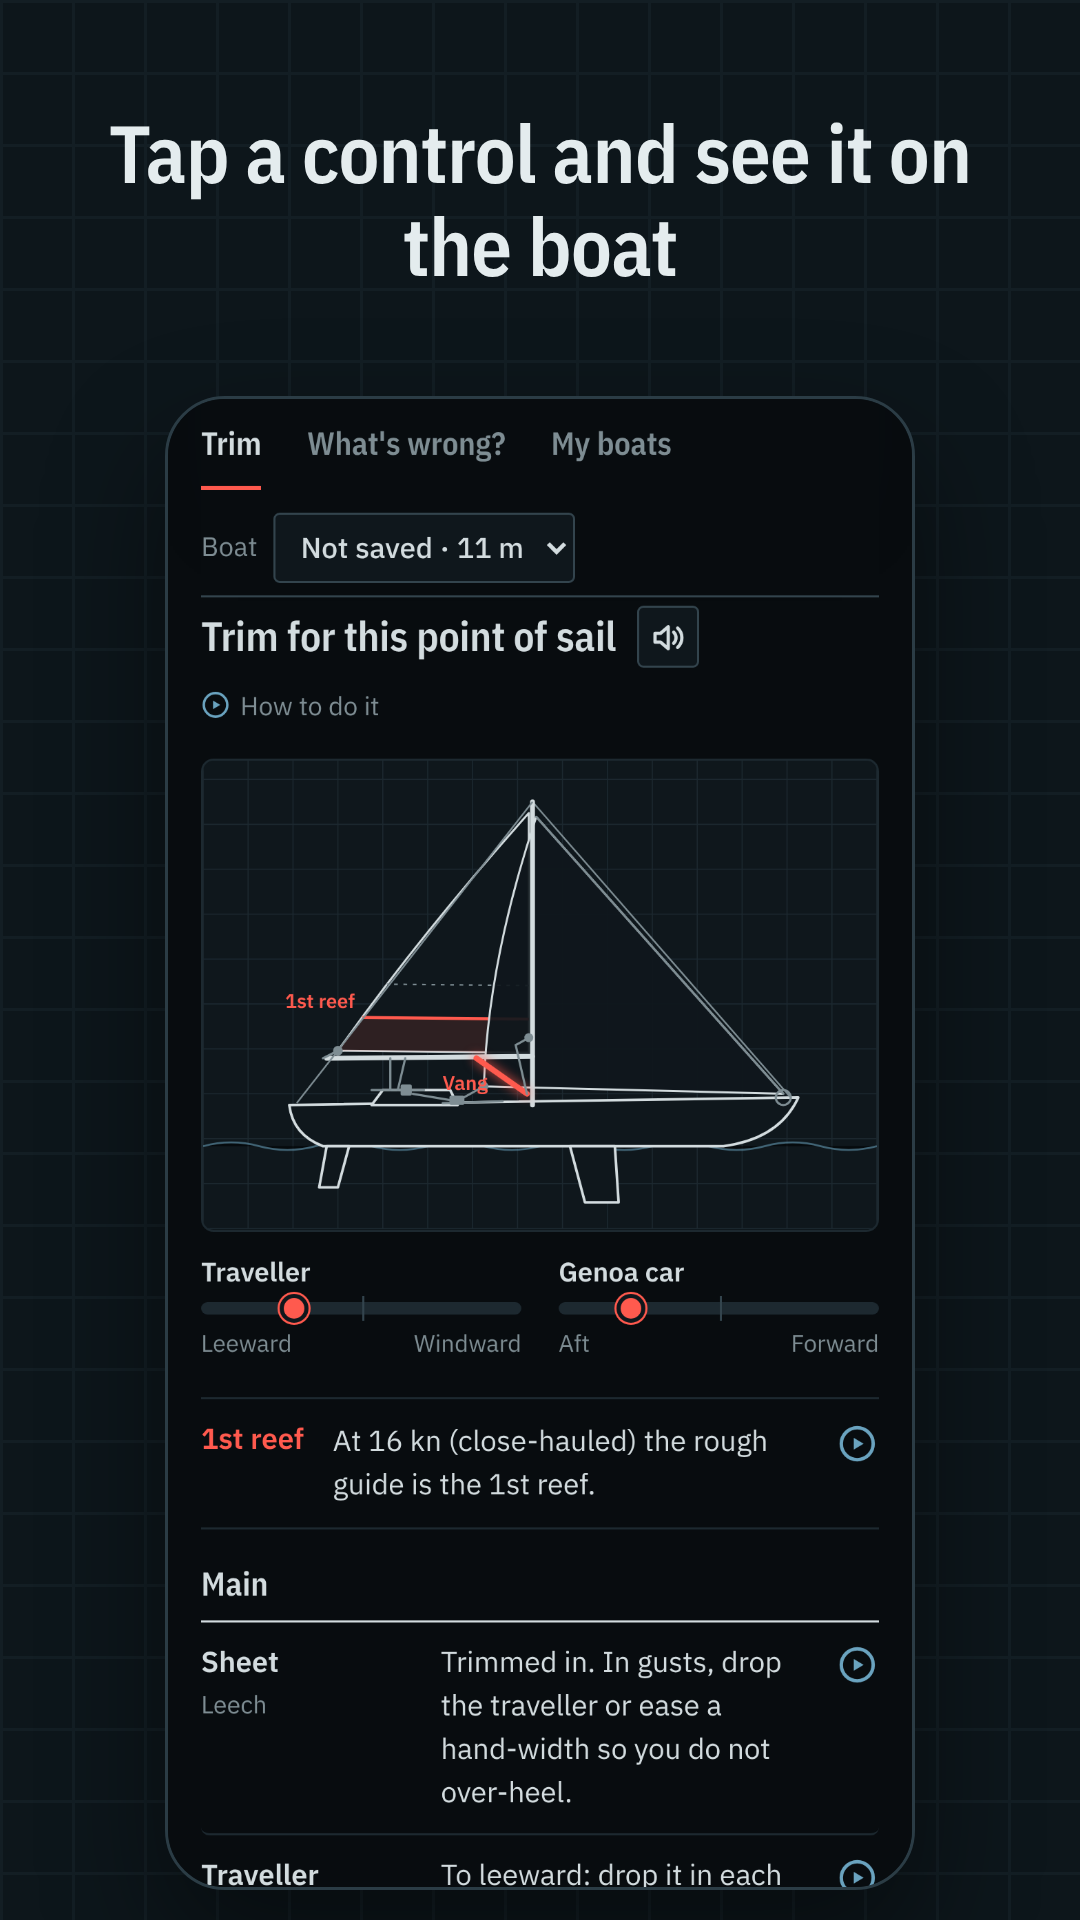 Tap a control and see it on
the boat
Trim What's wrong? My boats
Boat Not saved · 11 m
Trim for this point of sail
How to do it
1st reef
Vang
Traveller Genoa car
Leeward Windward Aft Forward
1st reef At 16 kn (close-hauled) the rough
guide is the 1st reef.
Main
Sheet Trimmed in. In gusts, drop
Leech the traveller or ease a
hand-width so you do not
over-heel.
Traveller To leeward: drop it in each